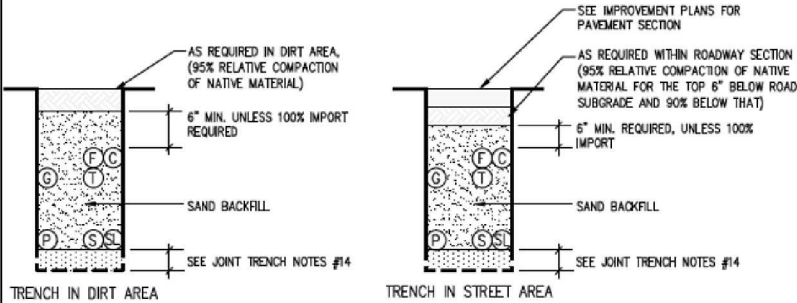 AS REQUIRED IN DIRT AREA,
(95% RELATIVE COMPACTION
OF NATIVE MATERIAL)
6" MIN. UNLESS 100% IMPORT
REQUIRED
F C
G T
SAND BACKFILL
P S SL
SEE JOINT TRENCH NOTES #14
TRENCH IN DIRT AREA
SEE IMPROVEMENT PLANS FOR
PAVEMENT SECTION
AS REQUIRED WITHIN ROADWAY SECTION
(95% RELATIVE COMPACTION OF NATIVE
MATERIAL FOR THE TOP 6" BELOW ROAD
SUBGRADE AND 90% BELOW THAT)
6" MIN. REQUIRED, UNLESS 100%
IMPORT
F C
G T
SAND BACKFILL
P S SL
SEE JOINT TRENCH NOTES #14
TRENCH IN STREET AREA